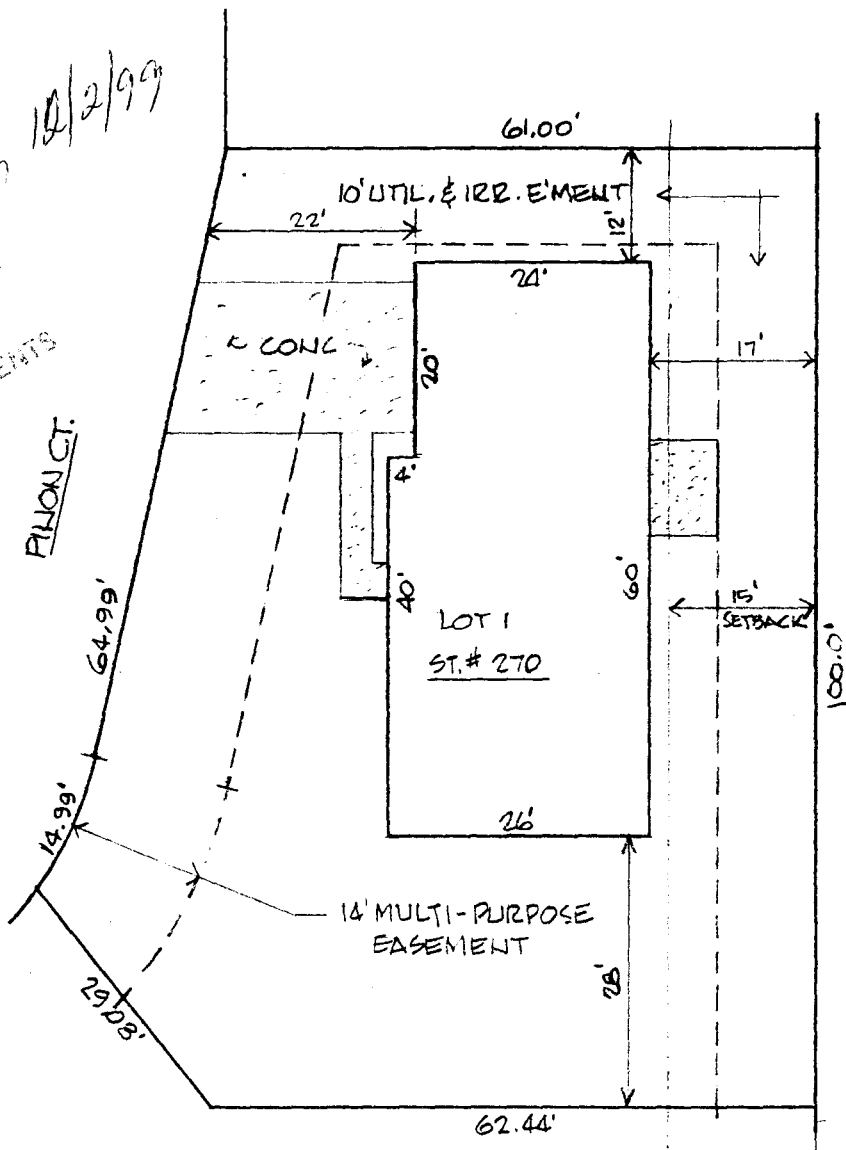 12/2/99
61.00'
10' UTIL. & IRR. E'MENT
12'
22'
24'
CONC
20'
17'
ENTS
PINON CT.
4'
40'
60'
15'
SETBACK
LOT 1
ST.# 270
64.99'
100.0'
26'
14.99'
14' MULTI-PURPOSE
EASEMENT
28'
29.08'
62.44'